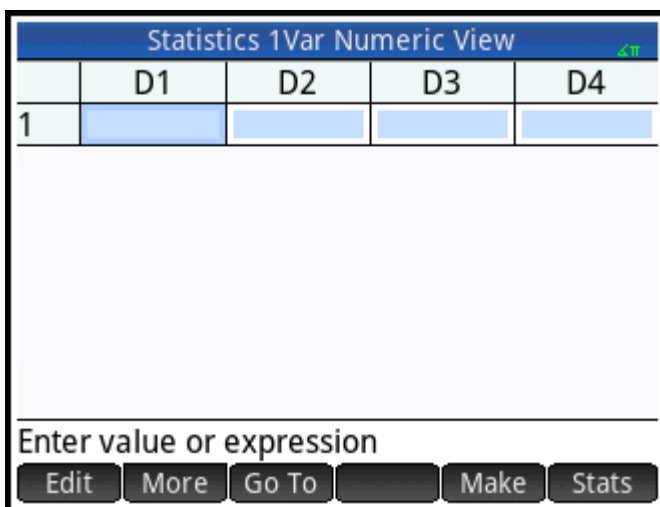 Statistics 1Var Numeric View ∡π
D1 D2 D3 D4
1
Enter value or expression
Edit More Go To Make Stats